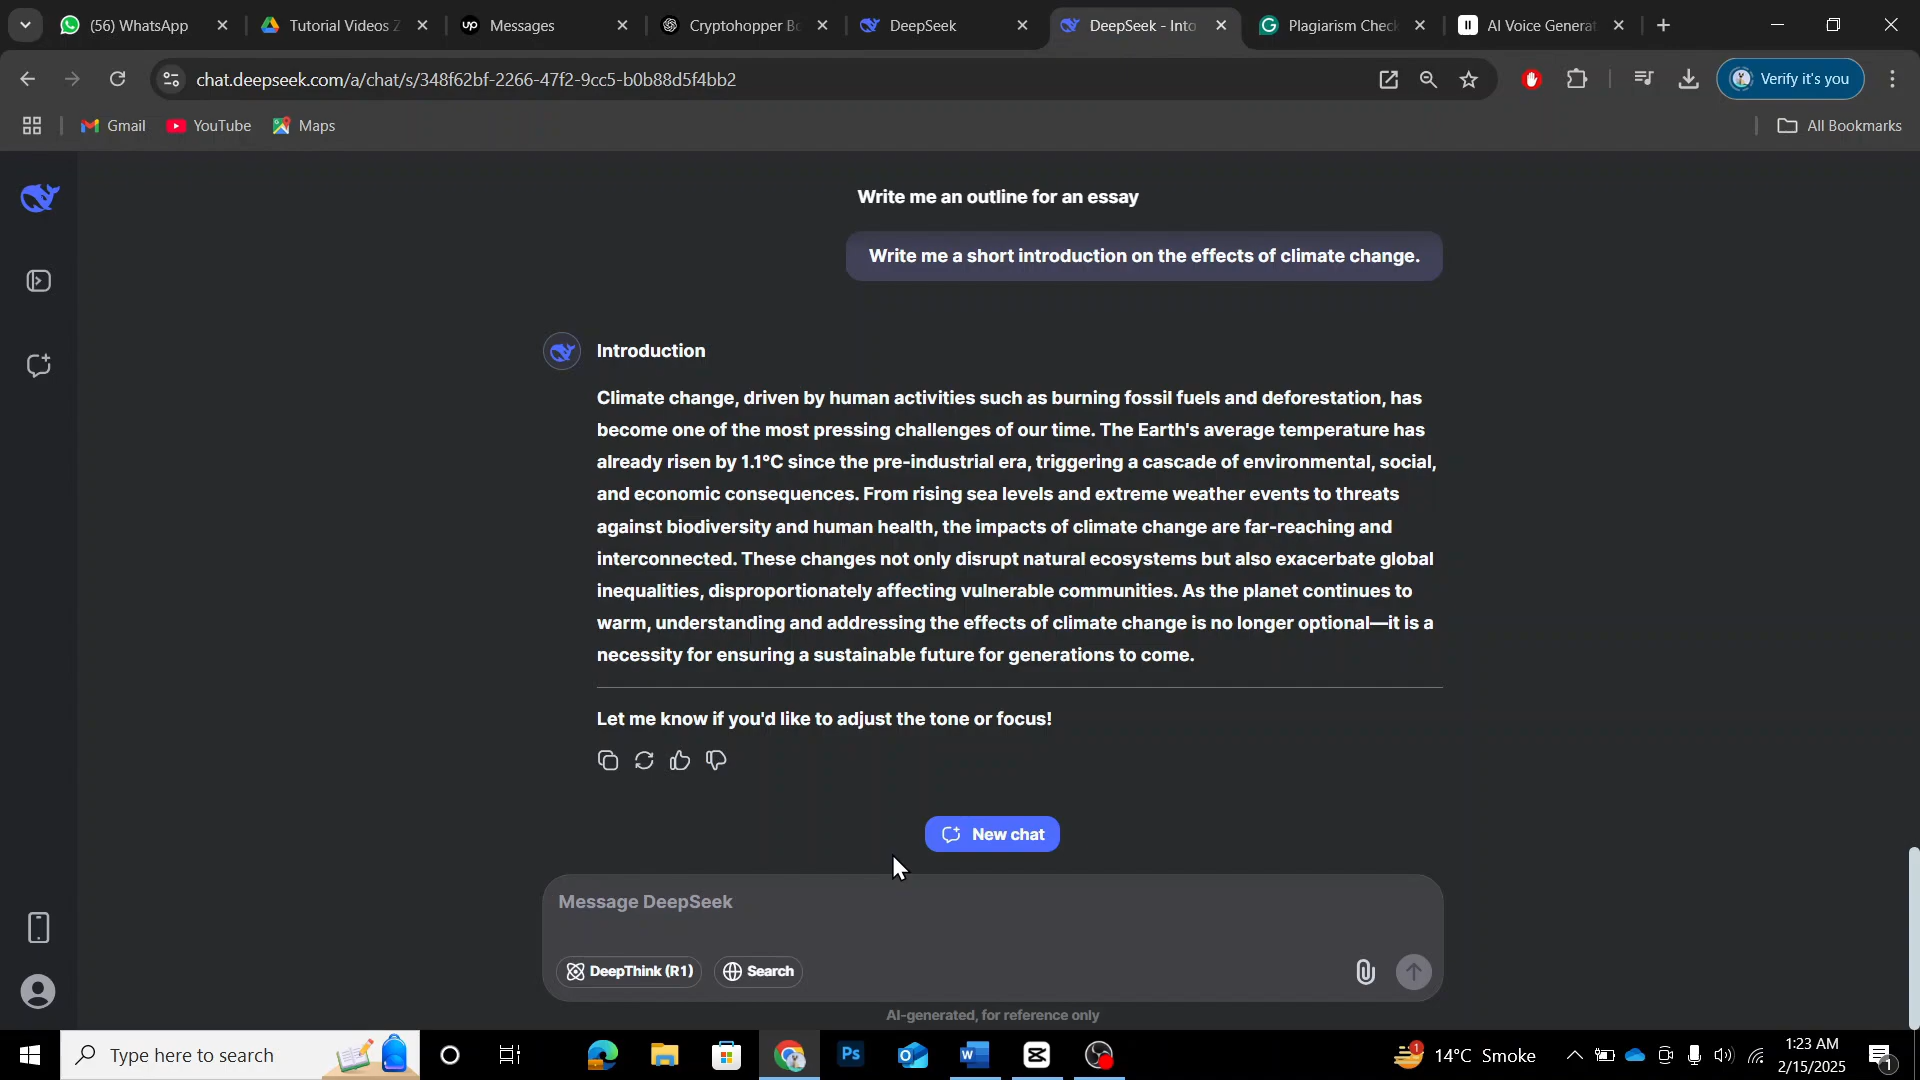 (56) WhatsApp
Tutorial Videos Z
Messages
Cryptohopper Be
DeepSeek
DeepSeek - Into
Plagiarism Check
AI Voice Generat
chat.deepseek.com/a/chat/s/348f62bf-2266-47f2-9cc5-b0b88d5f4bb2
Verify it's you
Gmail
YouTube
Maps
All Bookmarks
Write me an outline for an essay
Write me a short introduction on the effects of climate change.
Introduction
Climate change, driven by human activities such as burning fossil fuels and deforestation, has
become one of the most pressing challenges of our time. The Earth's average temperature has
already risen by 1.1°C since the pre-industrial era, triggering a cascade of environmental, social,
and economic consequences. From rising sea levels and extreme weather events to threats
against biodiversity and human health, the impacts of climate change are far-reaching and
interconnected. These changes not only disrupt natural ecosystems but also exacerbate global
inequalities, disproportionately affecting vulnerable communities. As the planet continues to
warm, understanding and addressing the effects of climate change is no longer optional—it is a
necessity for ensuring a sustainable future for generations to come.
Let me know if you'd like to adjust the tone or focus!
New chat
Message DeepSeek
DeepThink (R1)
Search
AI-generated, for reference only
Type here to search
Ps
1
14°C Smoke
1:23 AM
2/15/2025
1